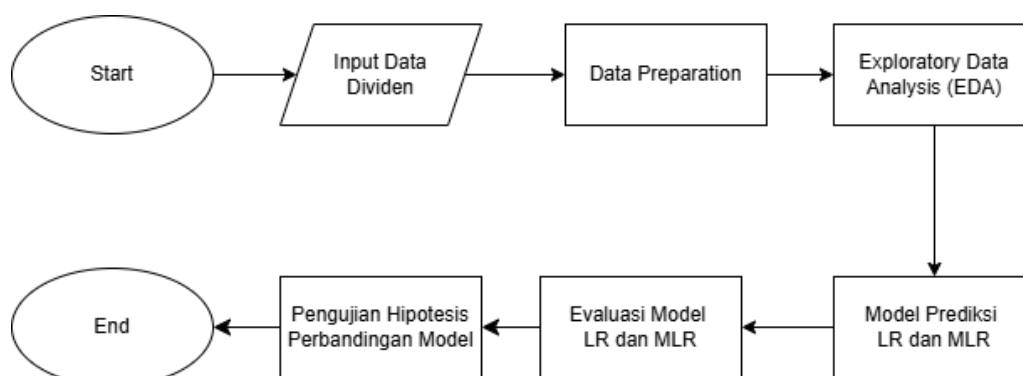 Start
Input Data
Dividen
Data Preparation
Exploratory Data
Analysis (EDA)
Model Prediksi
LR dan MLR
Evaluasi Model
LR dan MLR
Pengujian Hipotesis
Perbandingan Model
End